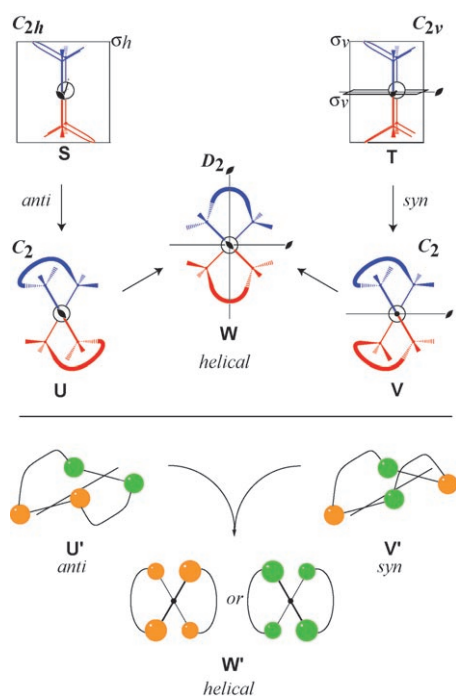 C2h
σh
S
anti
C2v
σv
σv
T
syn
D2
W
helical
C2
U
C2
V
U'
anti
V'
syn
or
W'
helical